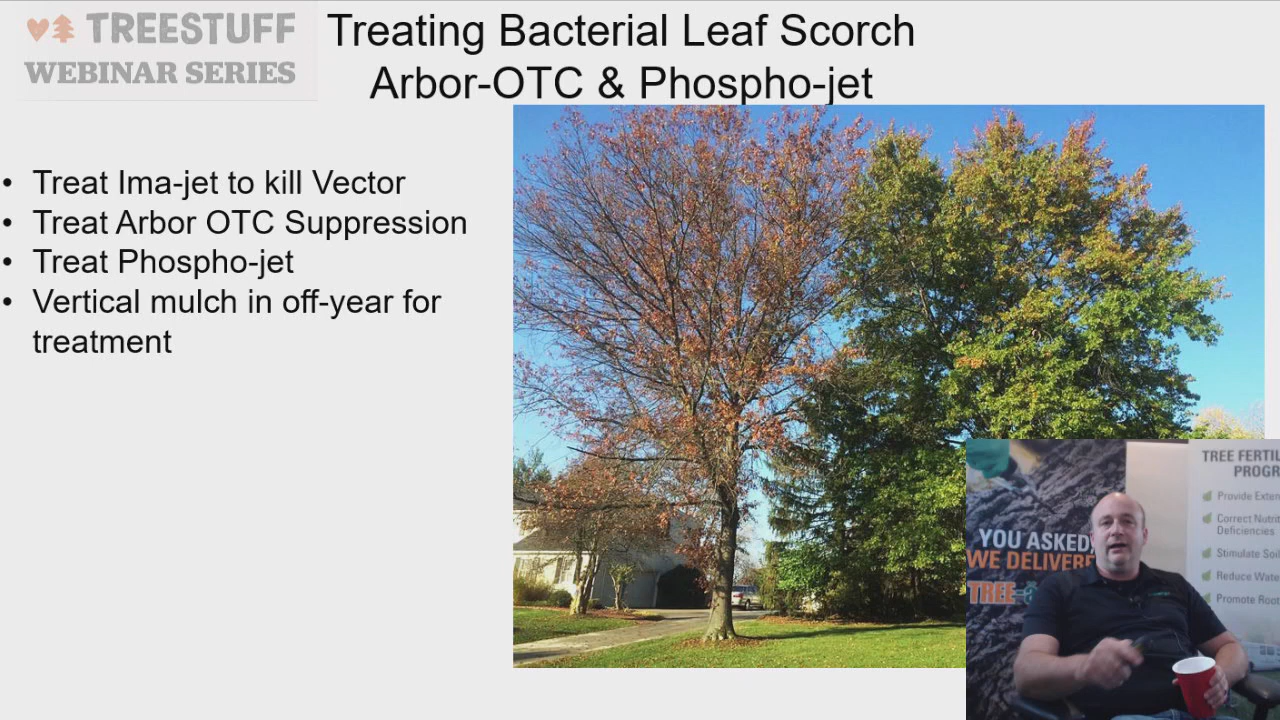 TREESTUFF
WEBINAR SERIES
Treating Bacterial Leaf Scorch
Arbor-OTC & Phospho-jet
• Treat Ima-jet to kill Vector
• Treat Arbor OTC Suppression
• Treat Phospho-jet
• Vertical mulch in off-year for
treatment
YOU ASKED,
WE DELIVERE
TREE
TREE FERTIL
PROGR
Provide Exten
Correct Nutri
Deficiencies
Stimulate Soi
Reduce Wate
Promote Root